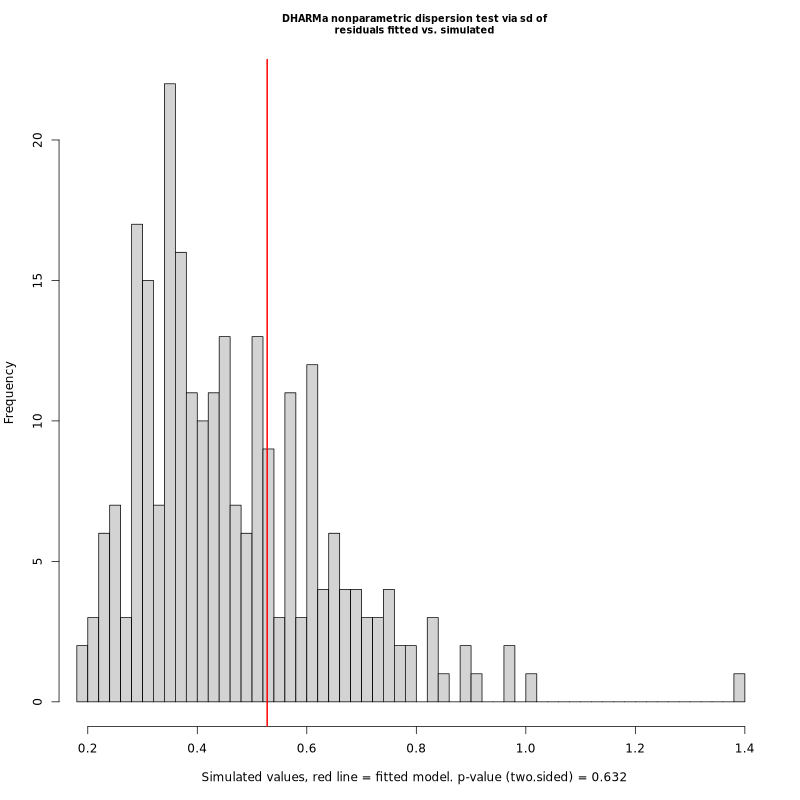 DHARMa nonparametric dispersion test via sd of
residuals fitted vs. simulated
Frequency
20
15
10
5
0
0.2 0.4 0.6 0.8 1.0 1.2 1.4
Simulated values, red line = fitted model. p-value (two.sided) = 0.632